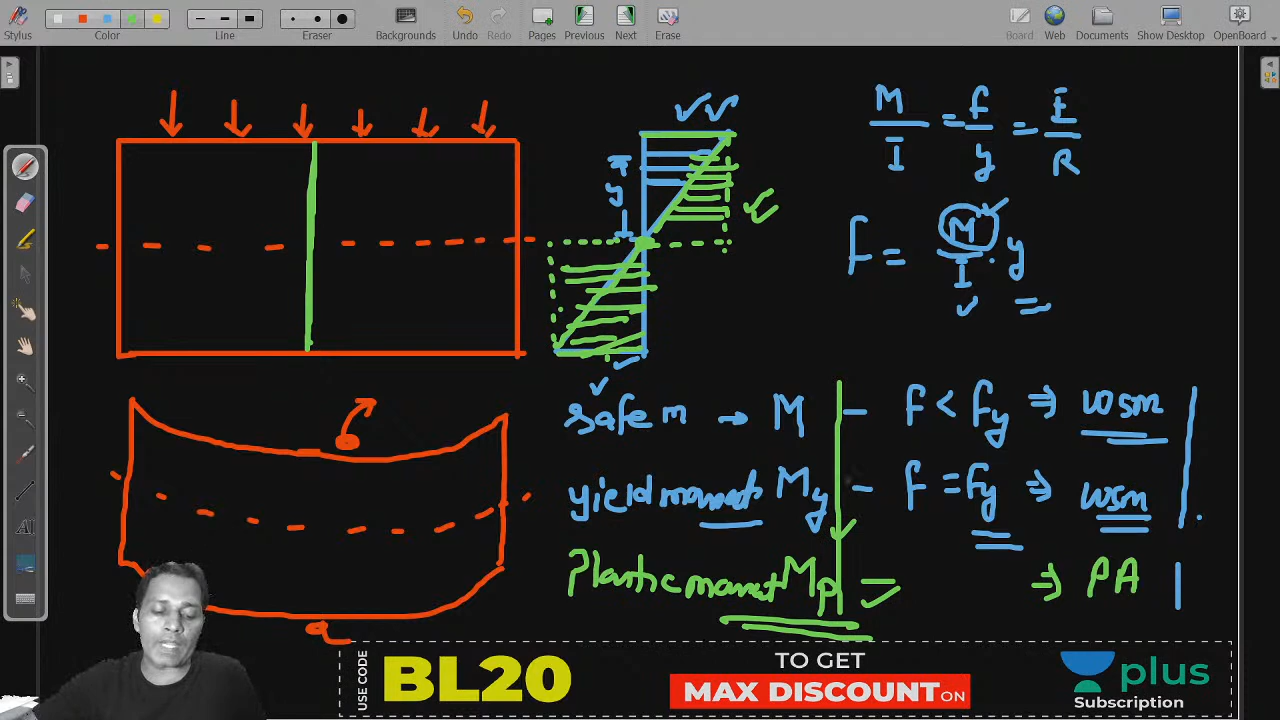 Stylus
Color
Line
Eraser
Backgrounds
Undo
Redo
Pages
Previous
Next
Erase
Board
Web
Documents
Show Desktop
OpenBoard
M/I = f/y = E/R
f = M/I . y
y
safe m → M - f < fy ⇒ wsm
yield moment My - f = fy ⇒ wsm
Plastic moment Mp ⇒ PA
USE CODE
BL20
TO GET
MAX DISCOUNT ON
plus
Subscription